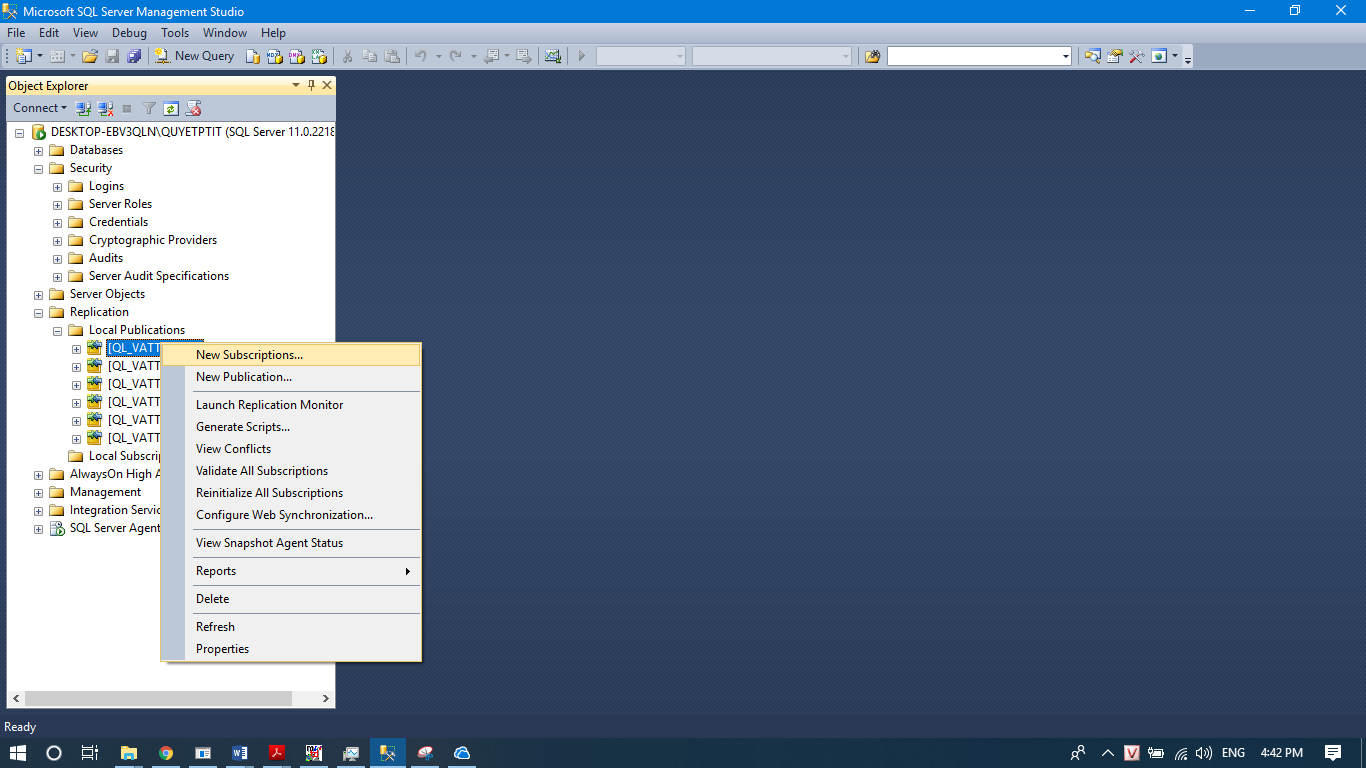 Microsoft SQL Server Management Studio
File Edit View Debug Tools Window Help
New Query
Object Explorer
Connect
DESKTOP-EBV3QLN\QUYETPTIT (SQL Server 11.0.2218
Databases
Security
Logins
Server Roles
Credentials
Cryptographic Providers
Audits
Server Audit Specifications
Server Objects
Replication
Local Publications
[QL_VATT
[QL_VATT
[QL_VATT
[QL_VATT
[QL_VATT
[QL_VATT
Local Subscrip
AlwaysOn High A
Management
Integration Servic
SQL Server Agent
New Subscriptions...
New Publication...
Launch Replication Monitor
Generate Scripts...
View Conflicts
Validate All Subscriptions
Reinitialize All Subscriptions
Configure Web Synchronization...
View Snapshot Agent Status
Reports
Delete
Refresh
Properties
Ready
ENG 4:42 PM